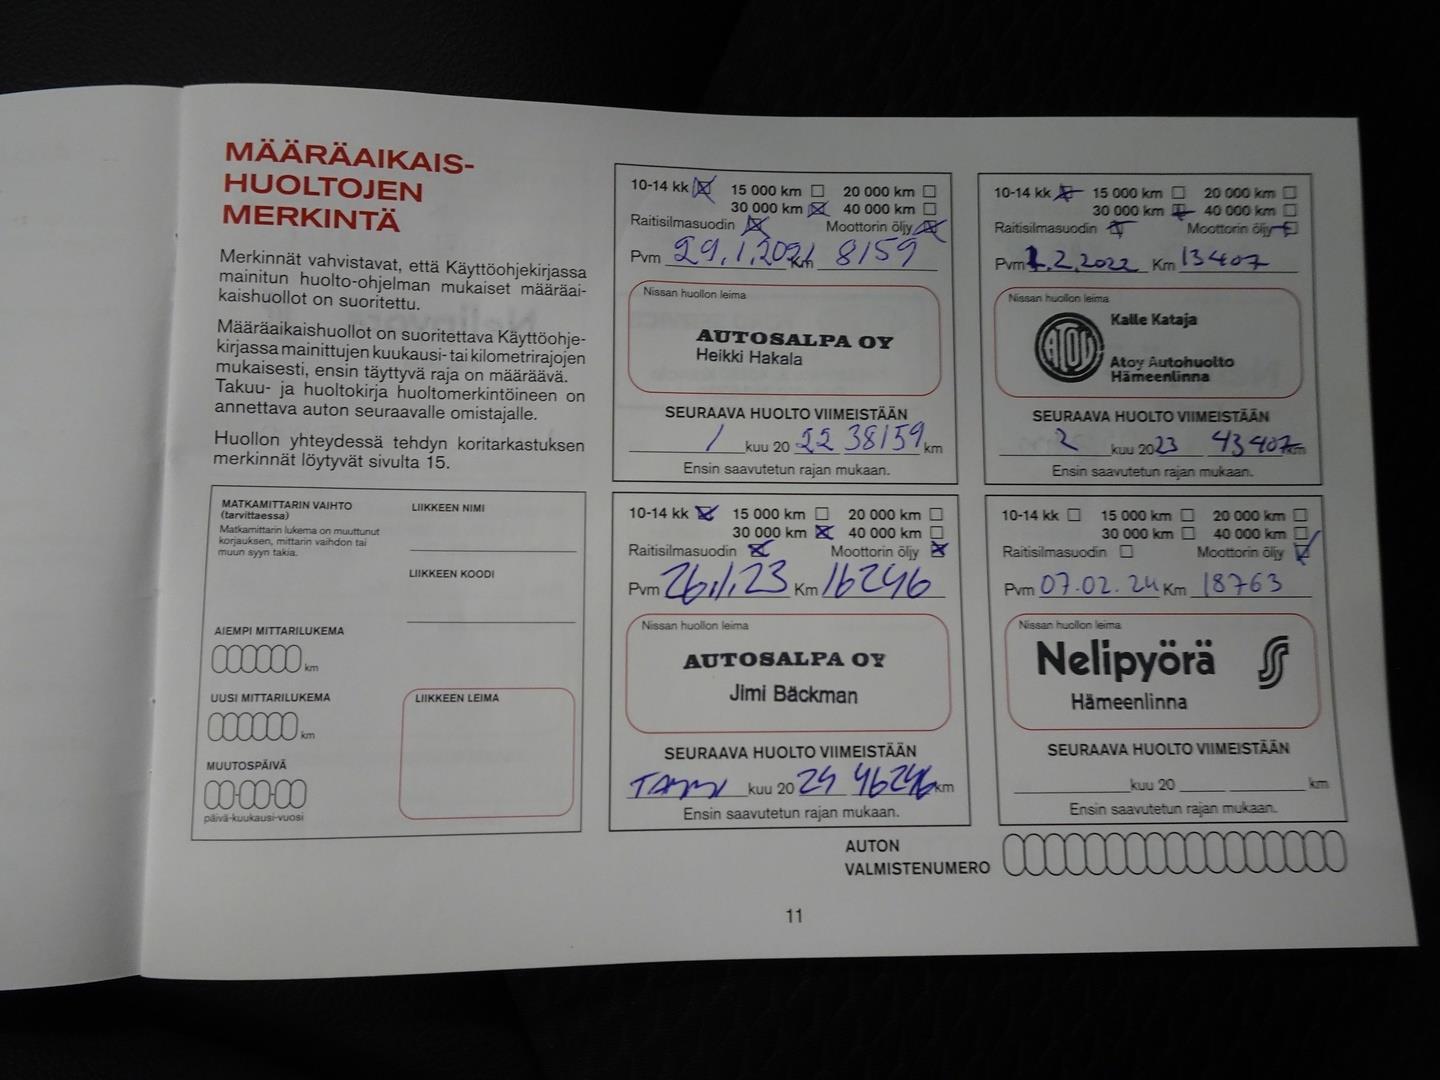 MÄÄRÄAIKAIS-
HUOLTOJEN
MERKINTÄ
Merkinnät vahvistavat, että Käyttöohjekirjassa
mainitun huolto-ohjelman mukaiset määräai-
kaishuollot on suoritettu.
Määräaikaishuollot on suoritettava Käyttöohje-
kirjassa mainittujen kuukausi- tai kilometrirajojen
mukaisesti, ensin täyttyvä raja on määräävä.
Takuu- ja huoltokirja huoltomerkintöineen on
annettava auton seuraavalle omistajalle.
Huollon yhteydessä tehdyn koritarkastuksen
merkinnät löytyvät sivulta 15.
MATKAMITTARIN VAIHTO
(tarvittaessa)
Matkamittarin lukema on muuttunut
korjauksen, mittarin vaihdon tai
muun syyn takia.
LIIKKEEN NIMI
LIIKKEEN KOODI
AIEMPI MITTARILUKEMA
km
UUSI MITTARILUKEMA
km
MUUTOSPÄIVÄ
päivä-kuukausi-vuosi
LIIKKEEN LEIMA
10-14 kk 15 000 km 20 000 km
30 000 km 40 000 km
Raitisilmasuodin Moottorin öljy
Pvm 29.1.2021 Km 8159
Nissan huollon leima
AUTOSALPA OY
Heikki Hakala
SEURAAVA HUOLTO VIIMEISTÄÄN
1 kuu 20 22 38159 km
Ensin saavutetun rajan mukaan.
10-14 kk 15 000 km 20 000 km
30 000 km 40 000 km
Raitisilmasuodin Moottorin öljy
Pvm 1.2.2022 Km 13407
Nissan huollon leima
ATOY
Kalle Kataja
Atoy Autohuolto
Hämeenlinna
SEURAAVA HUOLTO VIIMEISTÄÄN
2 kuu 2023 43407 km
Ensin saavutetun rajan mukaan.
10-14 kk 15 000 km 20 000 km
30 000 km 40 000 km
Raitisilmasuodin Moottorin öljy
Pvm 26.1.23 Km 16246
Nissan huollon leima
AUTOSALPA OY
Jimi Bäckman
SEURAAVA HUOLTO VIIMEISTÄÄN
TAMMI kuu 20 24 46246 km
Ensin saavutetun rajan mukaan.
10-14 kk 15 000 km 20 000 km
30 000 km 40 000 km
Raitisilmasuodin Moottorin öljy
Pvm 07.02.24 Km 18763
Nissan huollon leima
Nelipyörä
Hämeenlinna
SEURAAVA HUOLTO VIIMEISTÄÄN
kuu 20 km
Ensin saavutetun rajan mukaan.
AUTON
VALMISTENUMERO
11